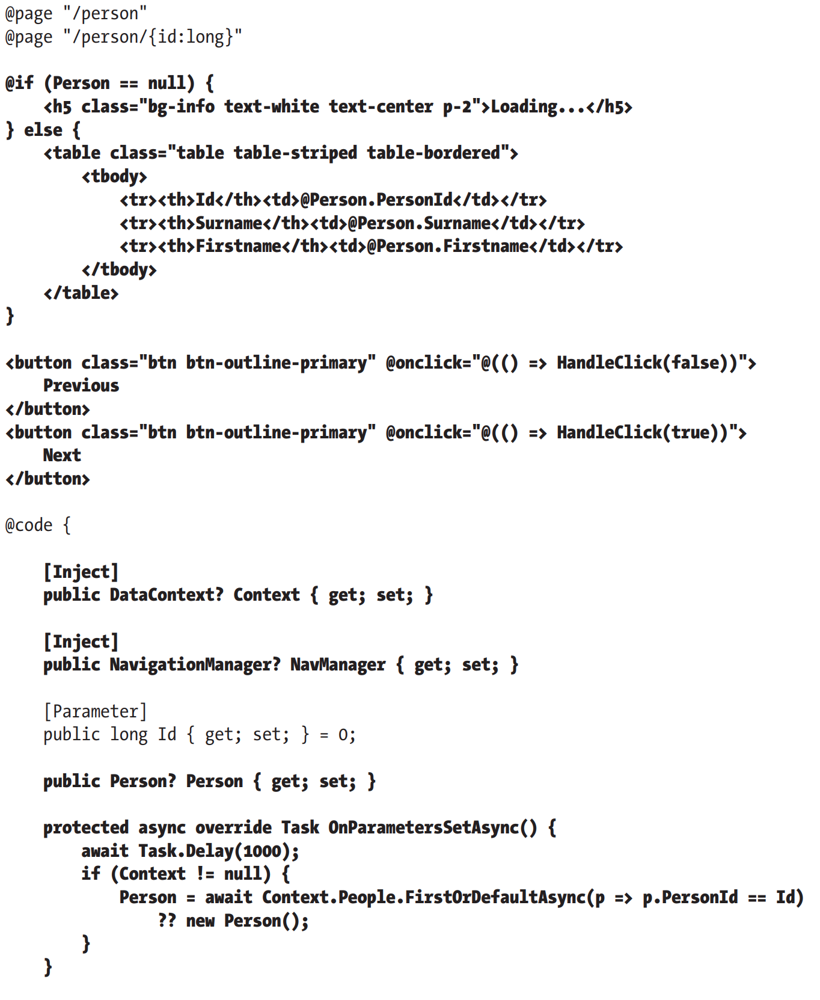 @page "/person"
@page "/person/{id:long}"

@if (Person == null) {
    <h5 class="bg-info text-white text-center p-2">Loading...</h5>
} else {
    <table class="table table-striped table-bordered">
        <tbody>
            <tr><th>Id</th><td>@Person.PersonId</td></tr>
            <tr><th>Surname</th><td>@Person.Surname</td></tr>
            <tr><th>Firstname</th><td>@Person.Firstname</td></tr>
        </tbody>
    </table>
}

<button class="btn btn-outline-primary" @onclick="@(() => HandleClick(false))">
    Previous
</button>
<button class="btn btn-outline-primary" @onclick="@(() => HandleClick(true))">
    Next
</button>

@code {

    [Inject]
    public DataContext? Context { get; set; }

    [Inject]
    public NavigationManager? NavManager { get; set; }

    [Parameter]
    public long Id { get; set; } = 0;

    public Person? Person { get; set; }

    protected async override Task OnParametersSetAsync() {
        await Task.Delay(1000);
        if (Context != null) {
            Person = await Context.People.FirstOrDefaultAsync(p => p.PersonId == Id)
                ?? new Person();
        }
    }